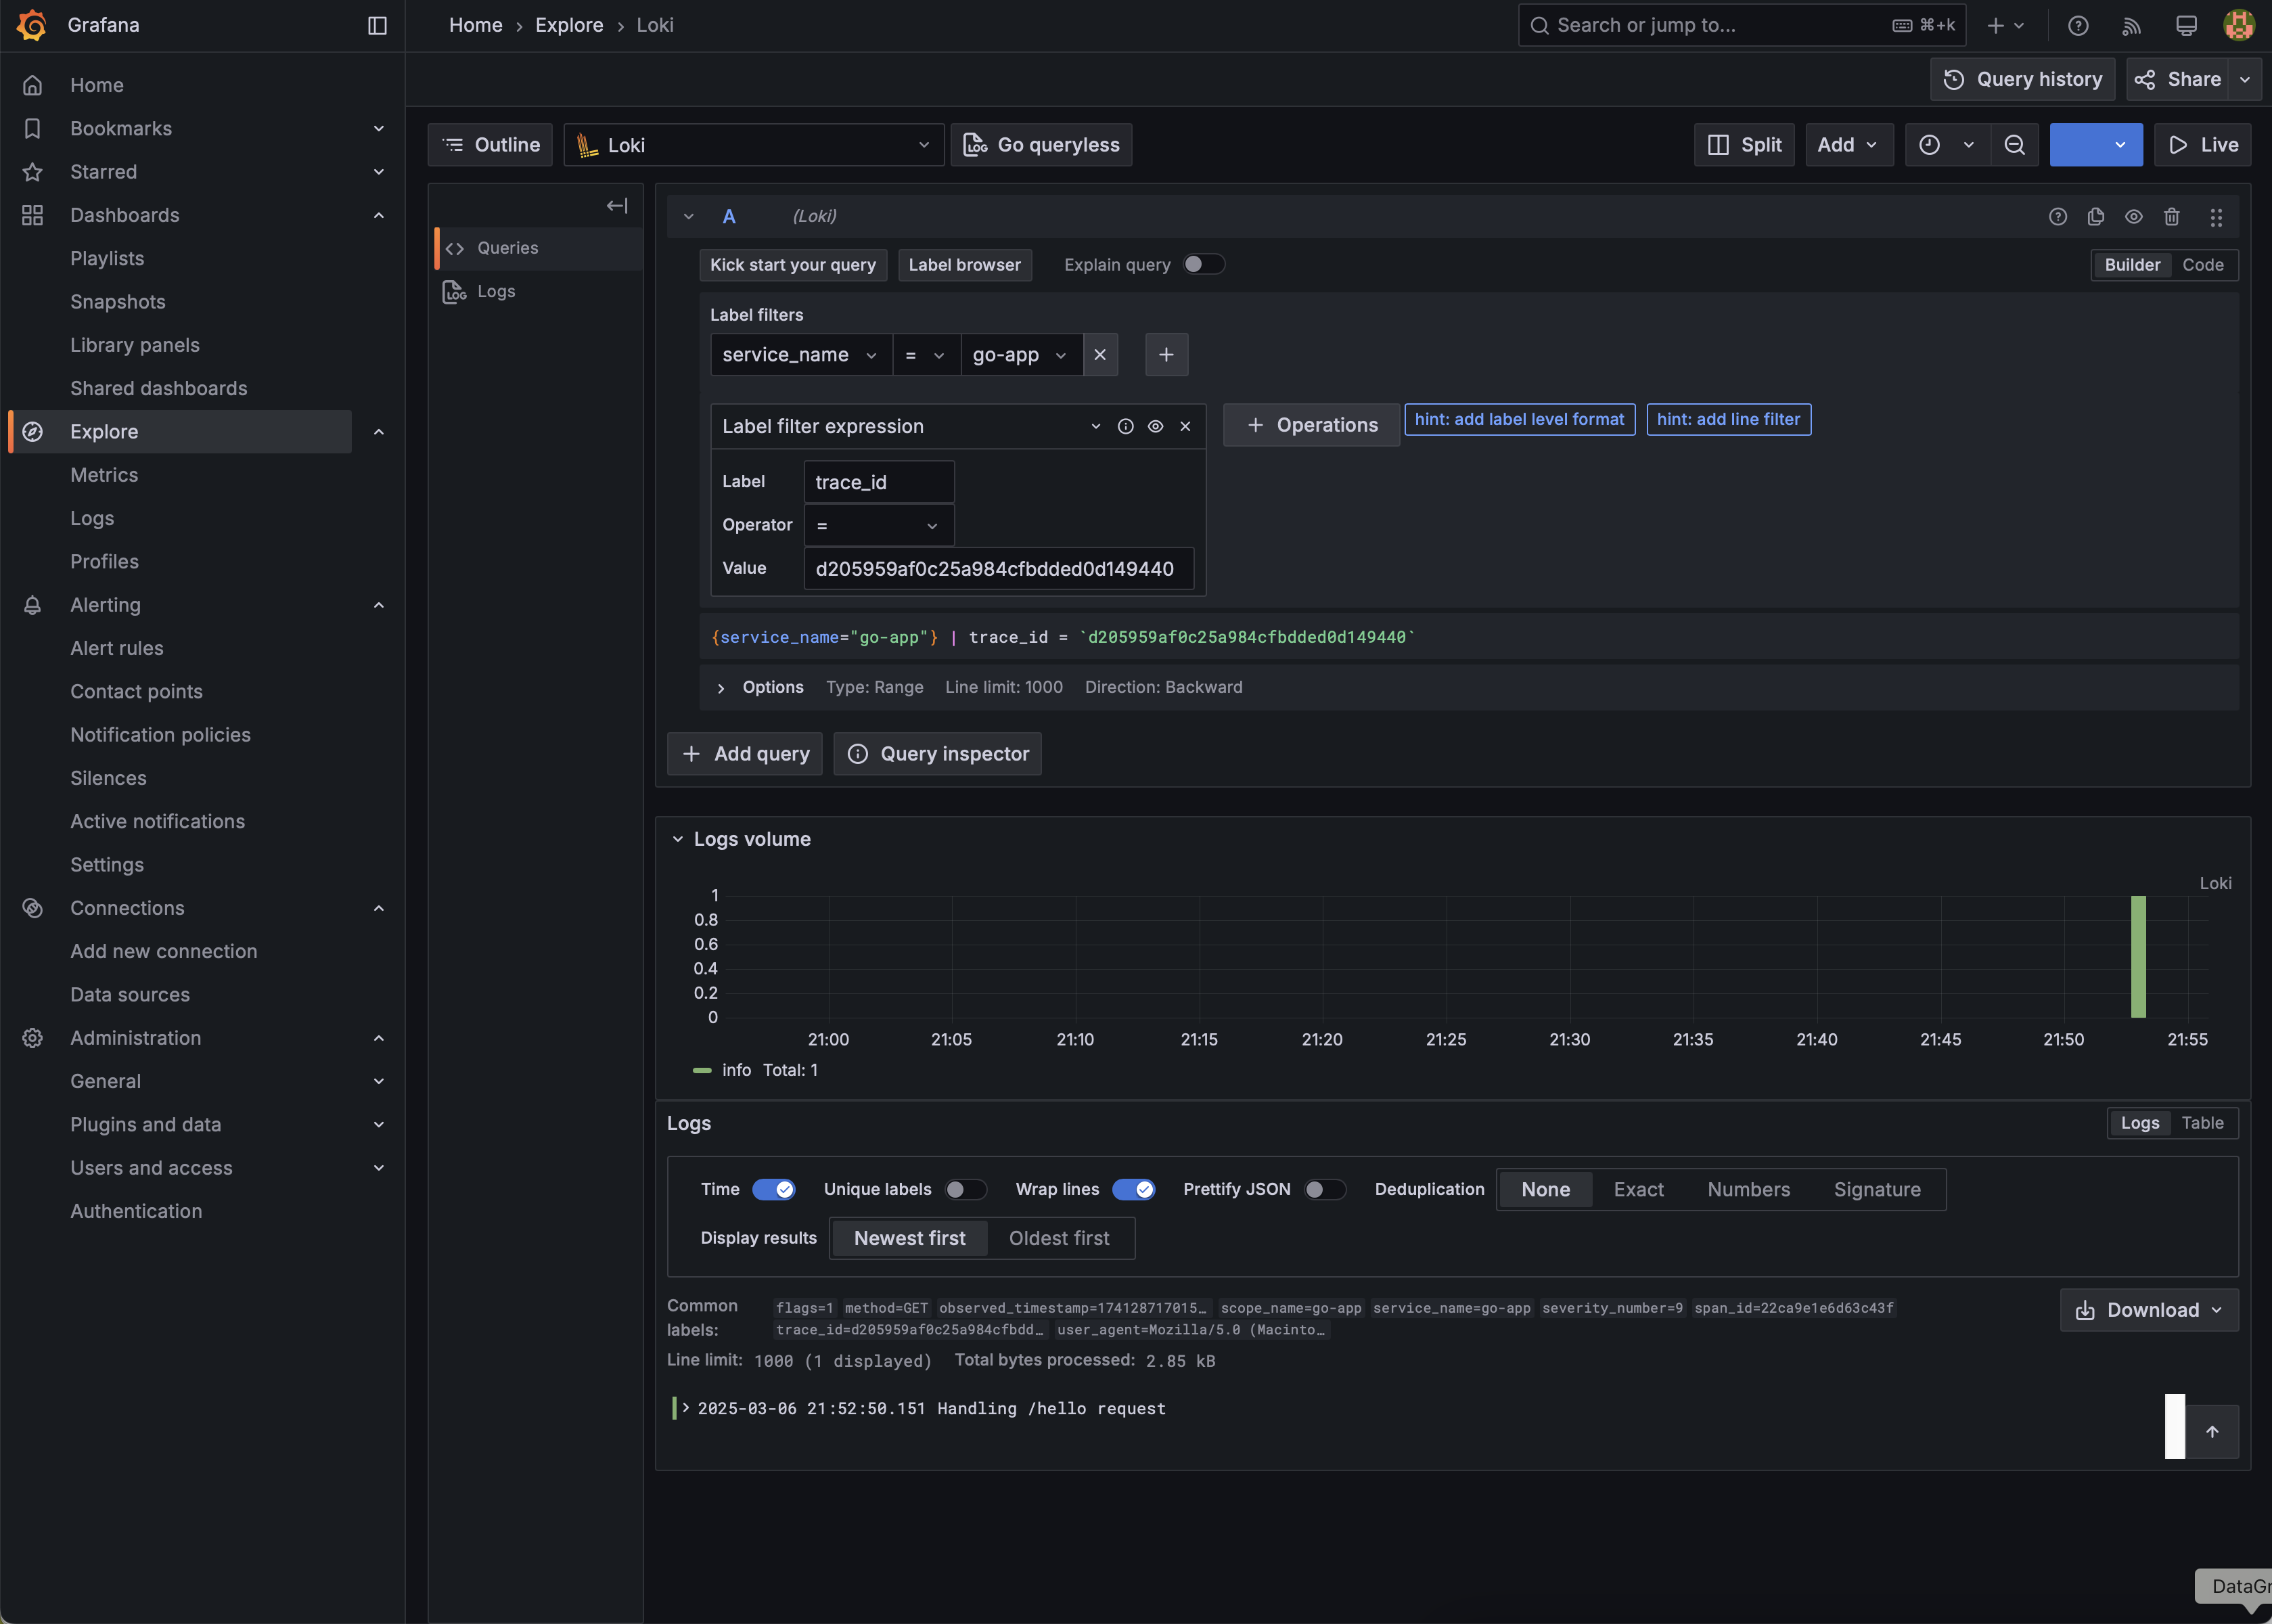 Grafana
Home › Explore › Loki
Search or jump to...
⌘+k
Query history
Share
Home
Bookmarks
Starred
Dashboards
Playlists
Snapshots
Library panels
Shared dashboards
Explore
Metrics
Logs
Profiles
Alerting
Alert rules
Contact points
Notification policies
Silences
Active notifications
Settings
Connections
Add new connection
Data sources
Administration
General
Plugins and data
Users and access
Authentication
Outline
Loki
Go queryless
Split
Add
Live
Queries
Logs
A (Loki)
Kick start your query
Label browser
Explain query
Builder
Code
Label filters
service_name = go-app
Label filter expression
Operations
hint: add label level format
hint: add line filter
Label trace_id
Operator =
Value d205959af0c25a984cfbdded0d149440
{service_name="go-app"} | trace_id = `d205959af0c25a984cfbdded0d149440`
Options Type: Range Line limit: 1000 Direction: Backward
Add query
Query inspector
Logs volume
Loki
1
0.8
0.6
0.4
0.2
0
21:00 21:05 21:10 21:15 21:20 21:25 21:30 21:35 21:40 21:45 21:50 21:55
info Total: 1
Logs
Logs Table
Time Unique labels Wrap lines Prettify JSON Deduplication None Exact Numbers Signature
Display results Newest first Oldest first
Common labels:
flags=1 method=GET observed_timestamp=174128717015… scope_name=go-app service_name=go-app severity_number=9 span_id=22ca9e1e6d63c43f
trace_id=d205959af0c25a984cfbdd… user_agent=Mozilla/5.0 (Macinto…
Download
Line limit: 1000 (1 displayed) Total bytes processed: 2.85 kB
2025-03-06 21:52:50.151 Handling /hello request
DataGr